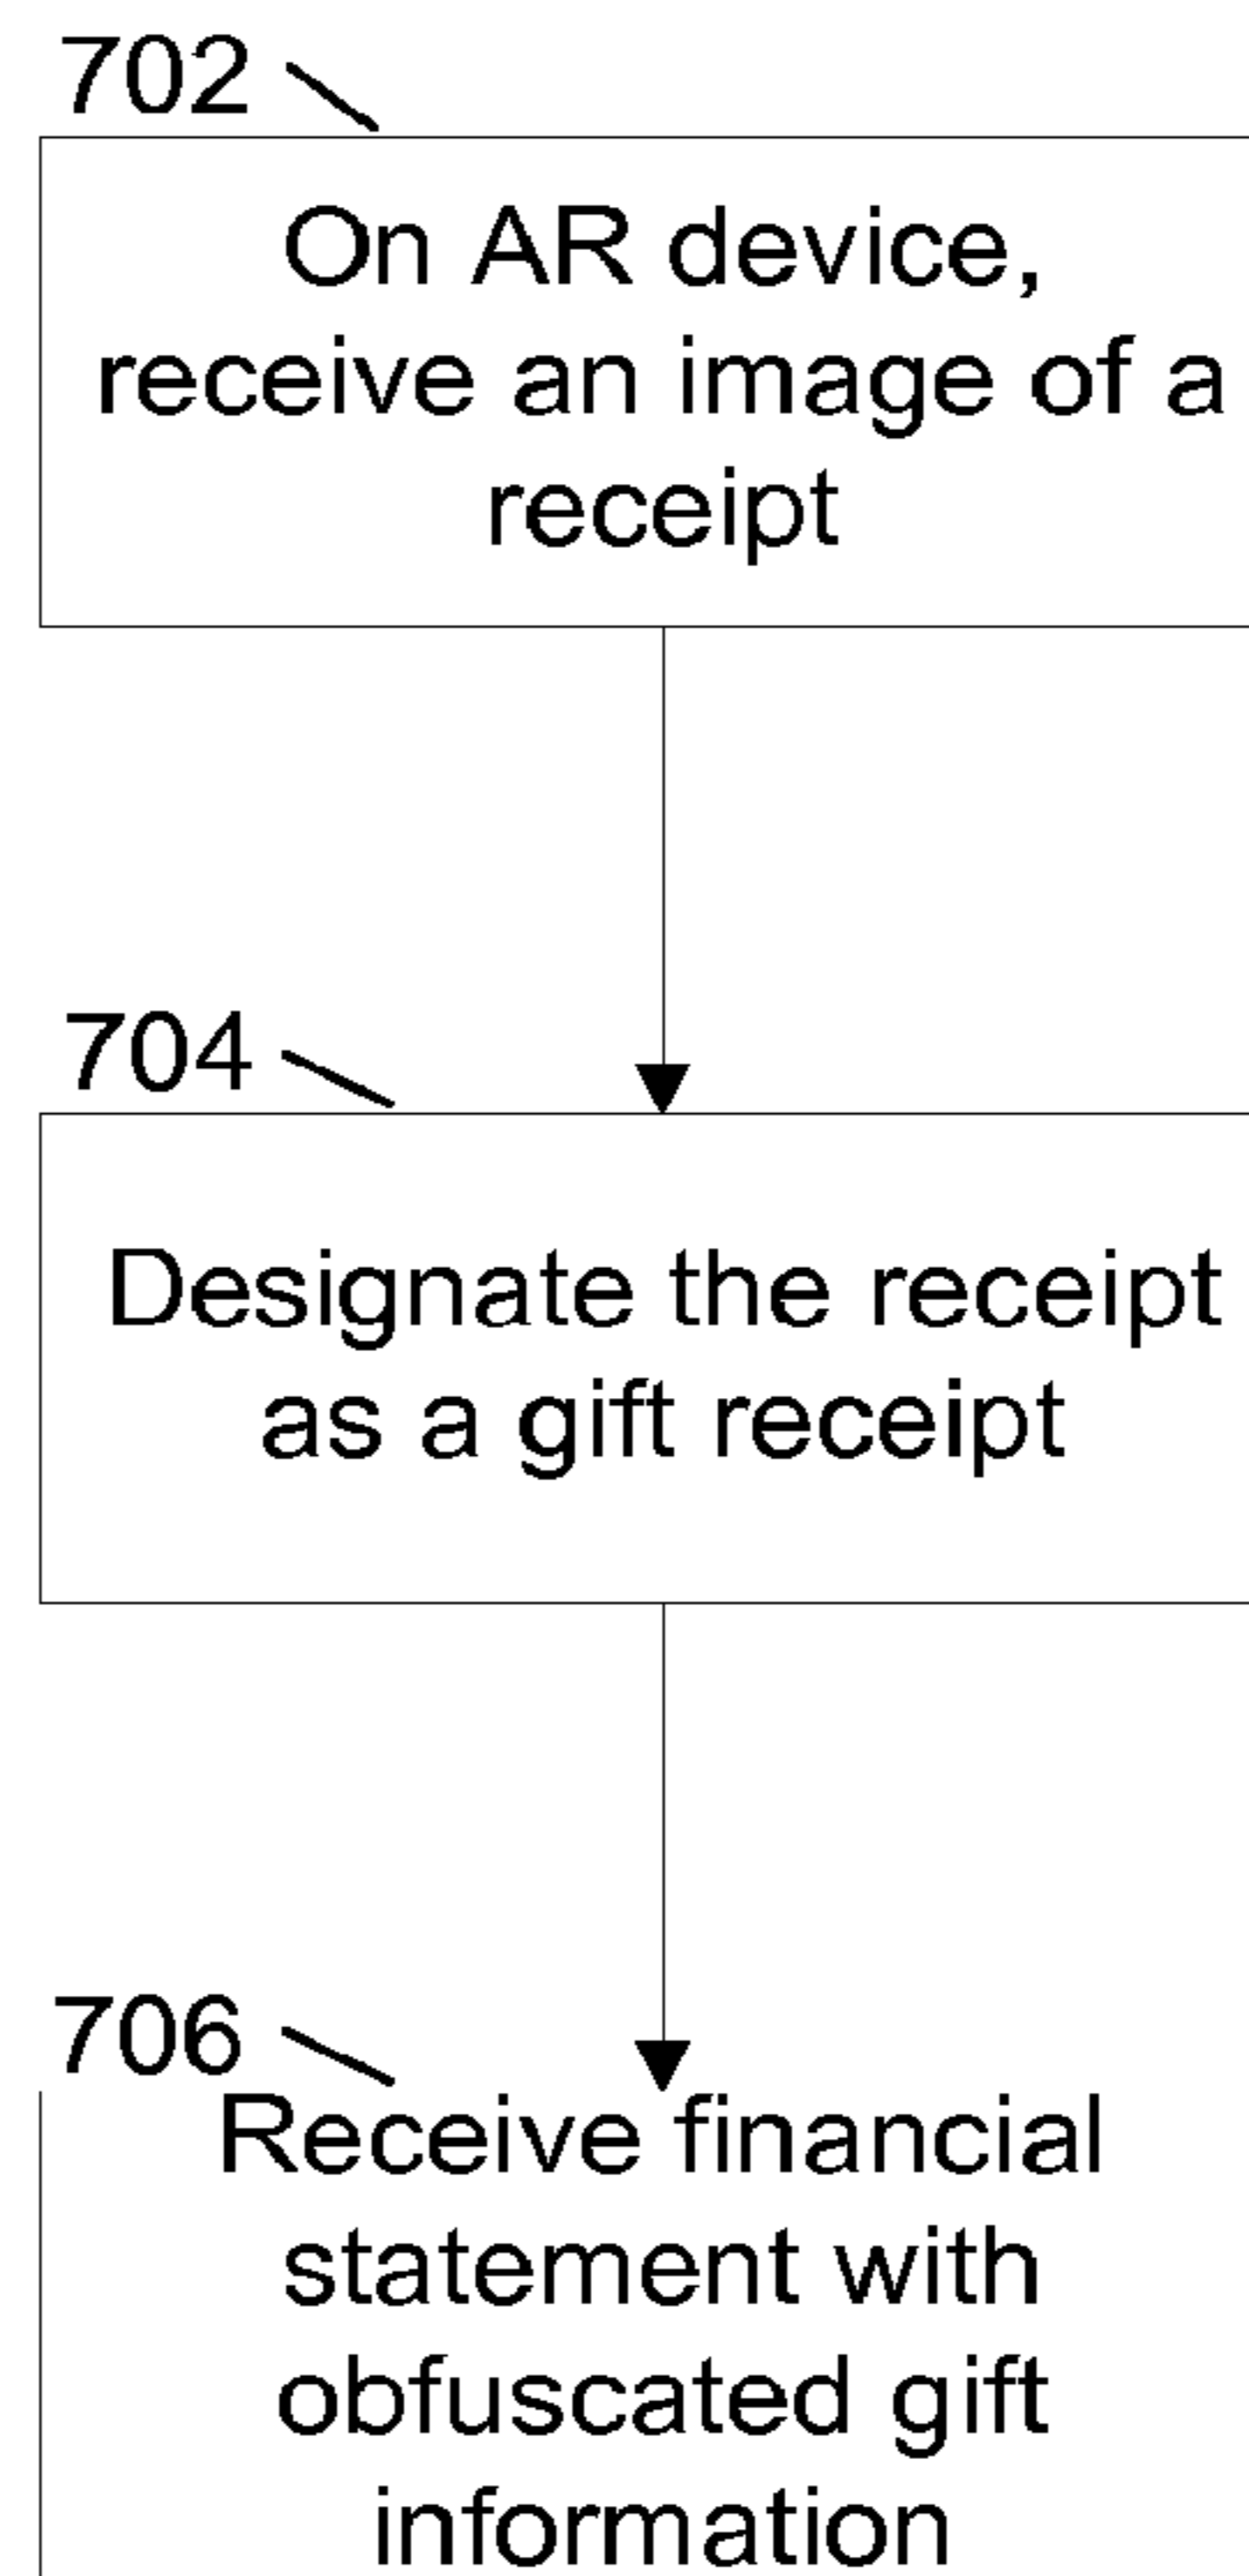 702
On AR device,
receive an image of a
receipt
704
Designate the receipt
as a gift receipt
706
Receive financial
statement with
obfuscated gift
information